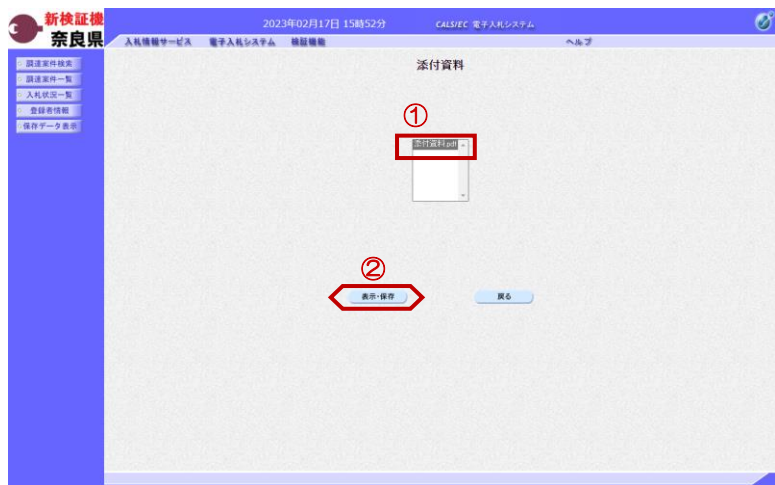 新検証機
奈良県
2023年02月17日 15時52分
CALS/EC 電子入札システム
入札情報サービス 電子入札システム 検証機能 ヘルプ
調達案件検索
調達案件一覧
入札状況一覧
登録者情報
保存データ表示
添付資料
①
添付資料.pdf
②
表示・保存
戻る